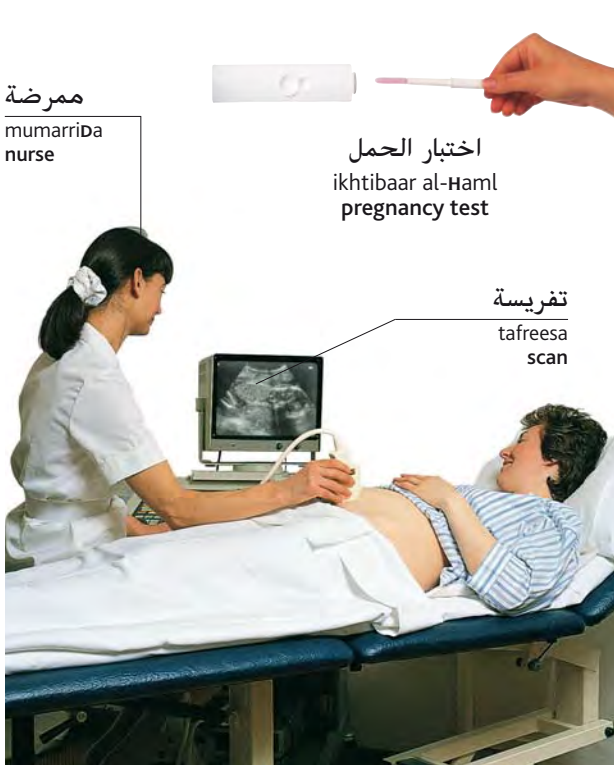 ممرضة
mumarriDa
nurse
اختبار الحمل
ikhtibaar al-Haml
pregnancy test
تفريسة
tafreesa
scan